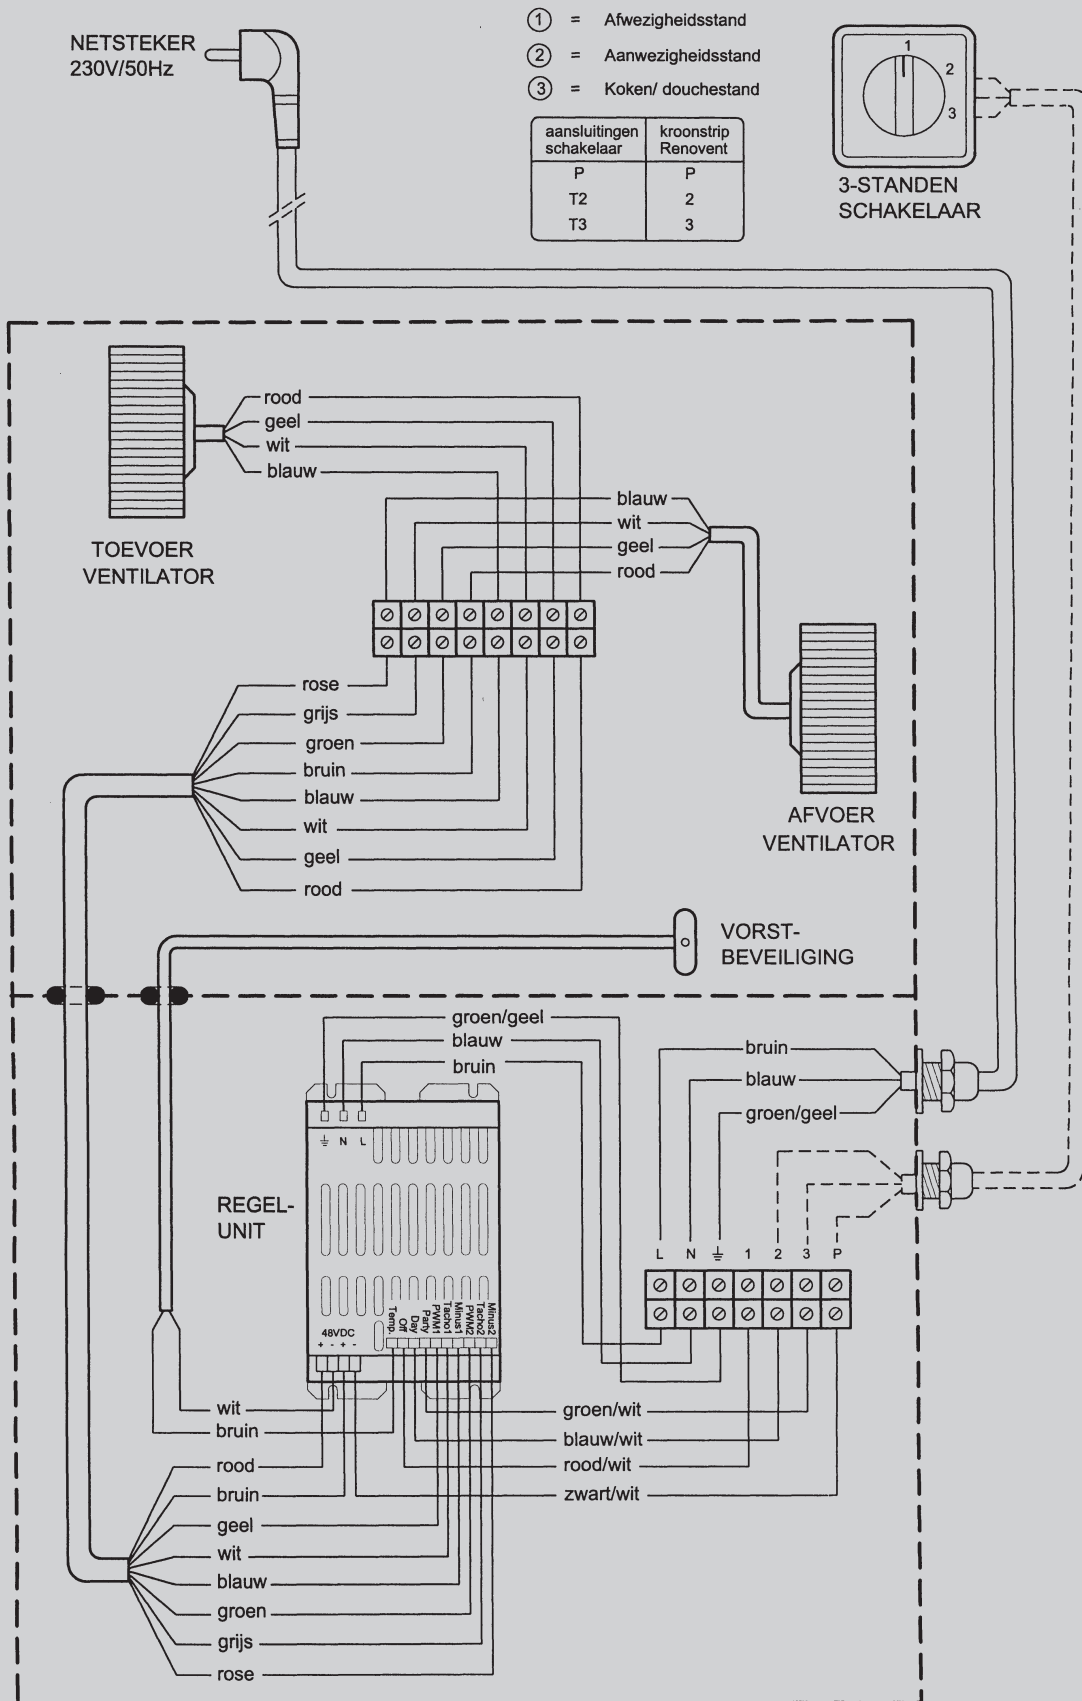 NETSTEKER
230V/50Hz
1 = Afwezigheidsstand
2 = Aanwezigheidsstand
3 = Koken/ douchestand
aansluitingen schakelaar kroonstrip Renovent
P P
T2 2
T3 3
1
2
3
3-STANDEN
SCHAKELAAR
rood
geel
wit
blauw
TOEVOER
VENTILATOR
blauw
wit
geel
rood
AFVOER
VENTILATOR
rose
grijs
groen
bruin
blauw
wit
geel
rood
VORST-
BEVEILIGING
groen/geel
blauw
bruin
bruin
blauw
groen/geel
N L
REGEL-
UNIT
L N 1 2 3 P
48VDC
+ - + -
Temp.
Off
Day
Party
PWM1
Tacho1
Minus1
PWM2
Tacho2
Minus2
wit
bruin
groen/wit
blauw/wit
rood/wit
zwart/wit
rood
bruin
geel
wit
blauw
groen
grijs
rose